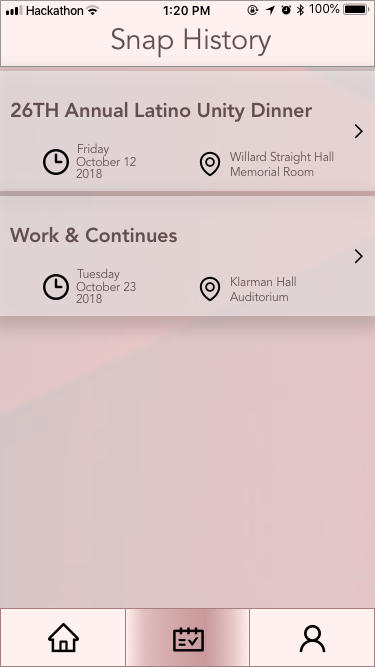 Hackathon 1:20 PM 100%
Snap History
26TH Annual Latino Unity Dinner
Friday
October 12
2018
Willard Straight Hall
Memorial Room
Work & Continues
Tuesday
October 23
2018
Klarman Hall
Auditorium